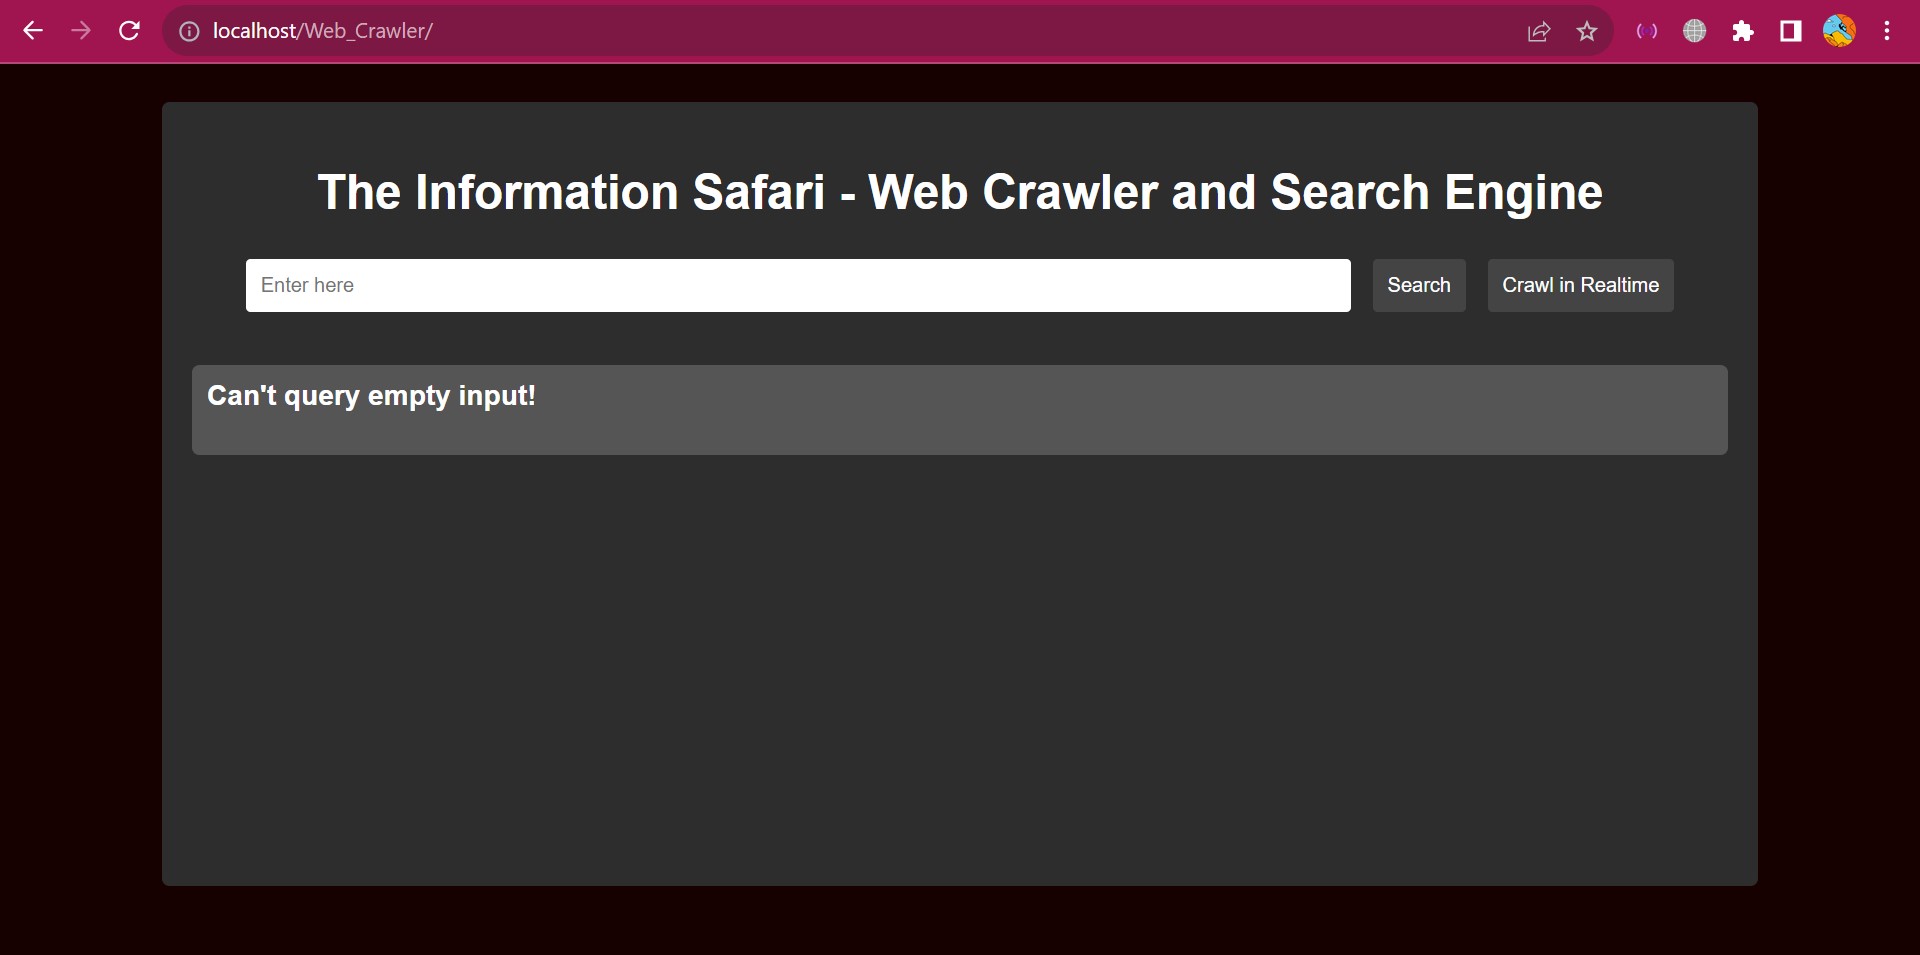 localhost/Web_Crawler/
The Information Safari - Web Crawler and Search Engine
Enter here
Search
Crawl in Realtime
Can't query empty input!